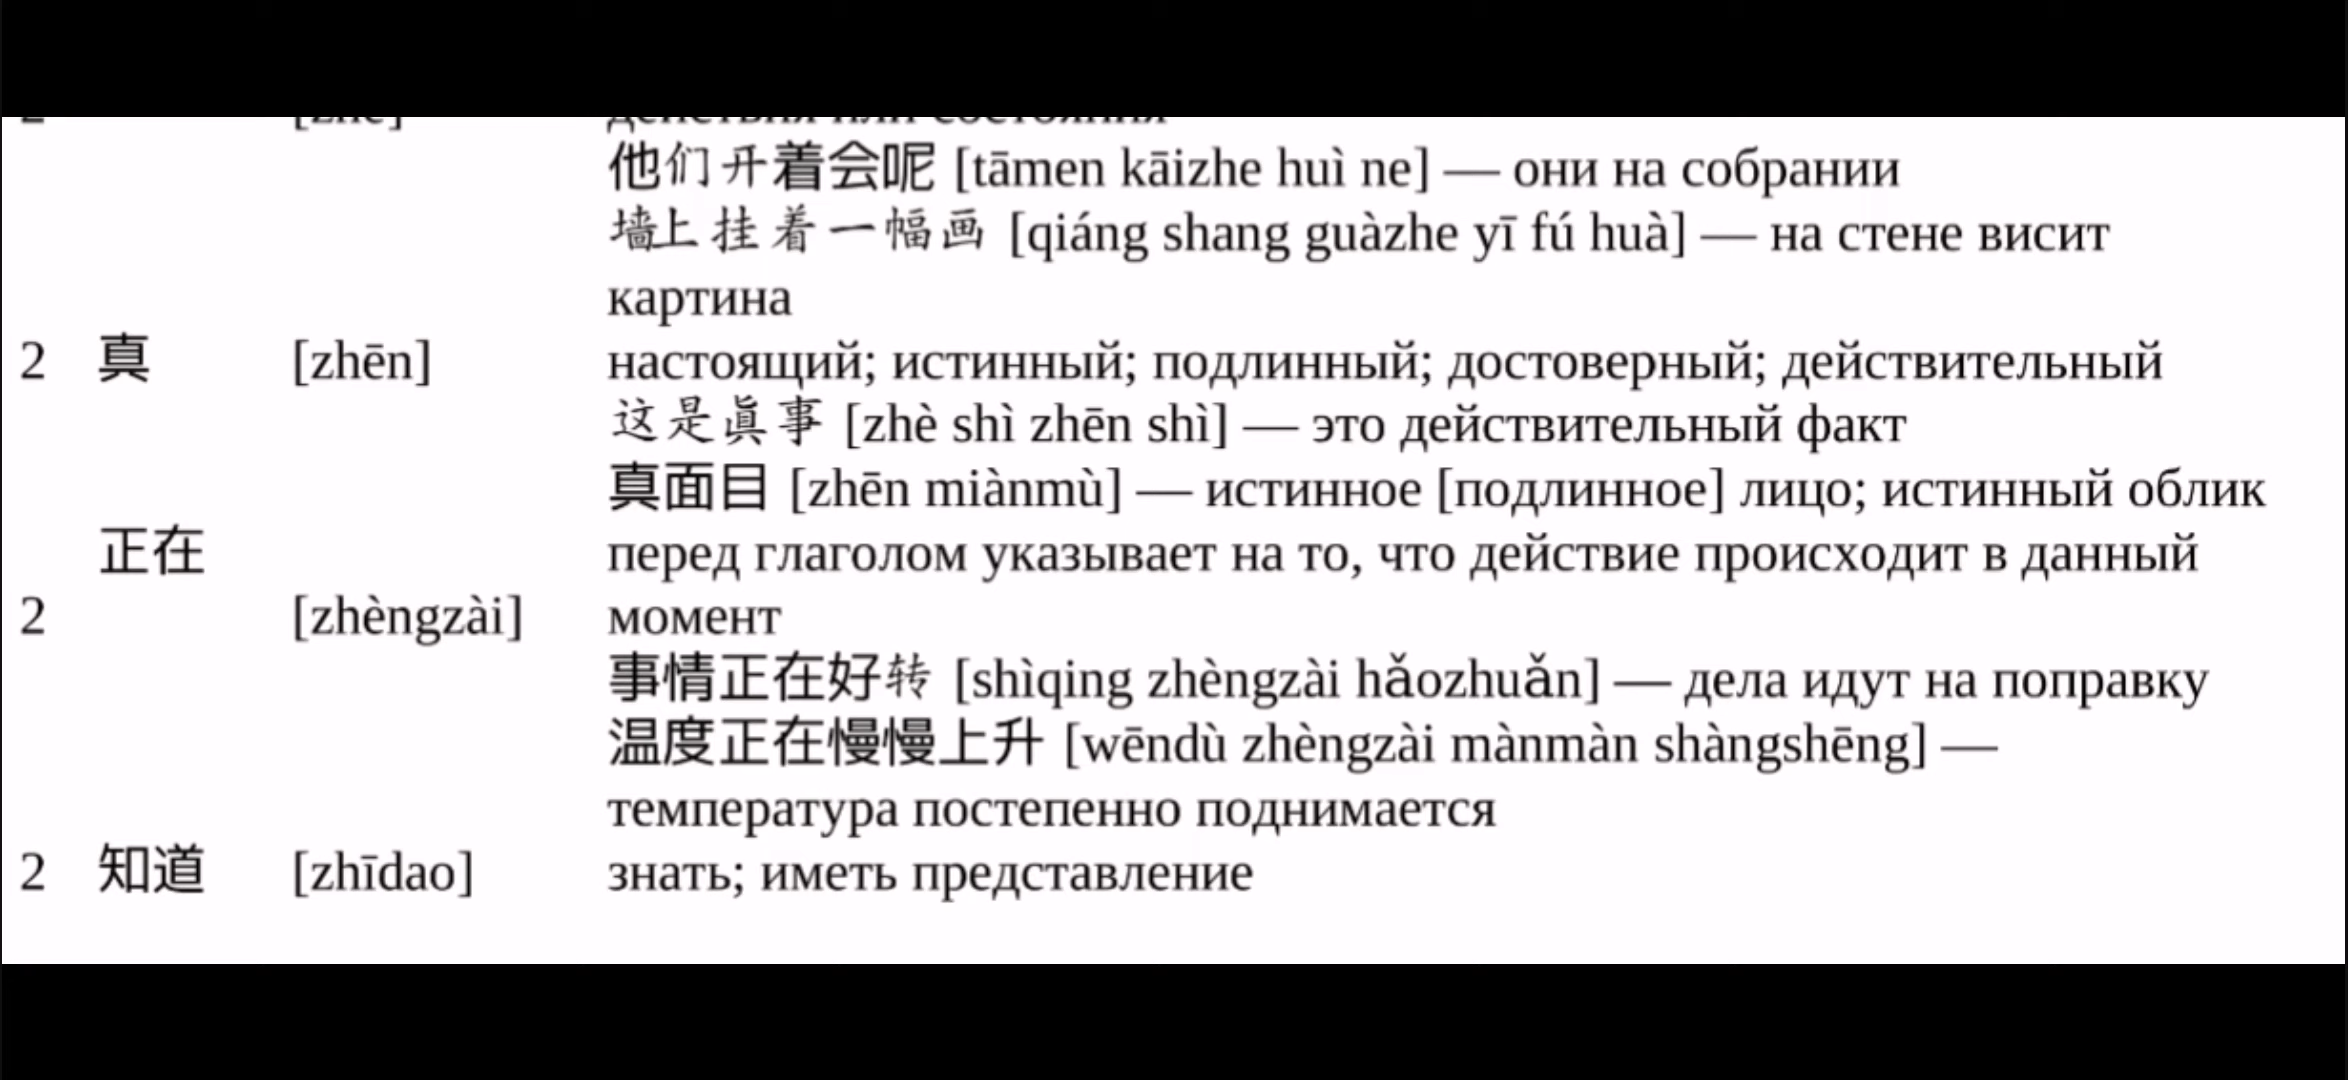 他们开着会呢 [tāmen kāizhe huì ne] — они на собрании
墙上挂着一幅画 [qiáng shang guàzhe yī fú huà] — на стене висит
картина
2 真 [zhēn] настоящий; истинный; подлинный; достоверный; действительный
这是眞事 [zhè shì zhēn shì] — это действительный факт
真面目 [zhēn miànmù] — истинное [подлинное] лицо; истинный облик
正在 перед глаголом указывает на то, что действие происходит в данный
2 [zhèngzài] момент
事情正在好转 [shìqing zhèngzài hǎozhuǎn] — дела идут на поправку
温度正在慢慢上升 [wēndù zhèngzài mànmàn shàngshēng] —
температура постепенно поднимается
2 知道 [zhīdao] знать; иметь представление